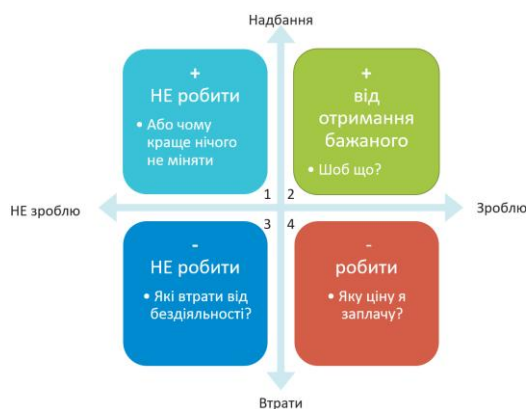 Надбання
+
НЕ робити
• Або чому
краще нічого
не міняти
+
від
отримання
бажаного
• Шоб що?
1
2
НЕ зроблю
Зроблю
3
4
-
НЕ робити
• Які втрати від
бездіяльності?
-
робити
• Яку ціну я
заплачу?
Втрати